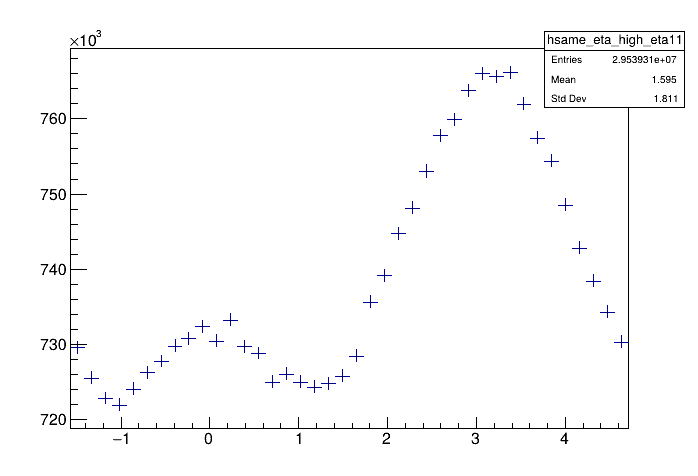 ×10³
hsame_eta_high_eta11
Entries 2.953931e+07
Mean 1.595
Std Dev 1.811
760
750
740
730
720
−1 0 1 2 3 4